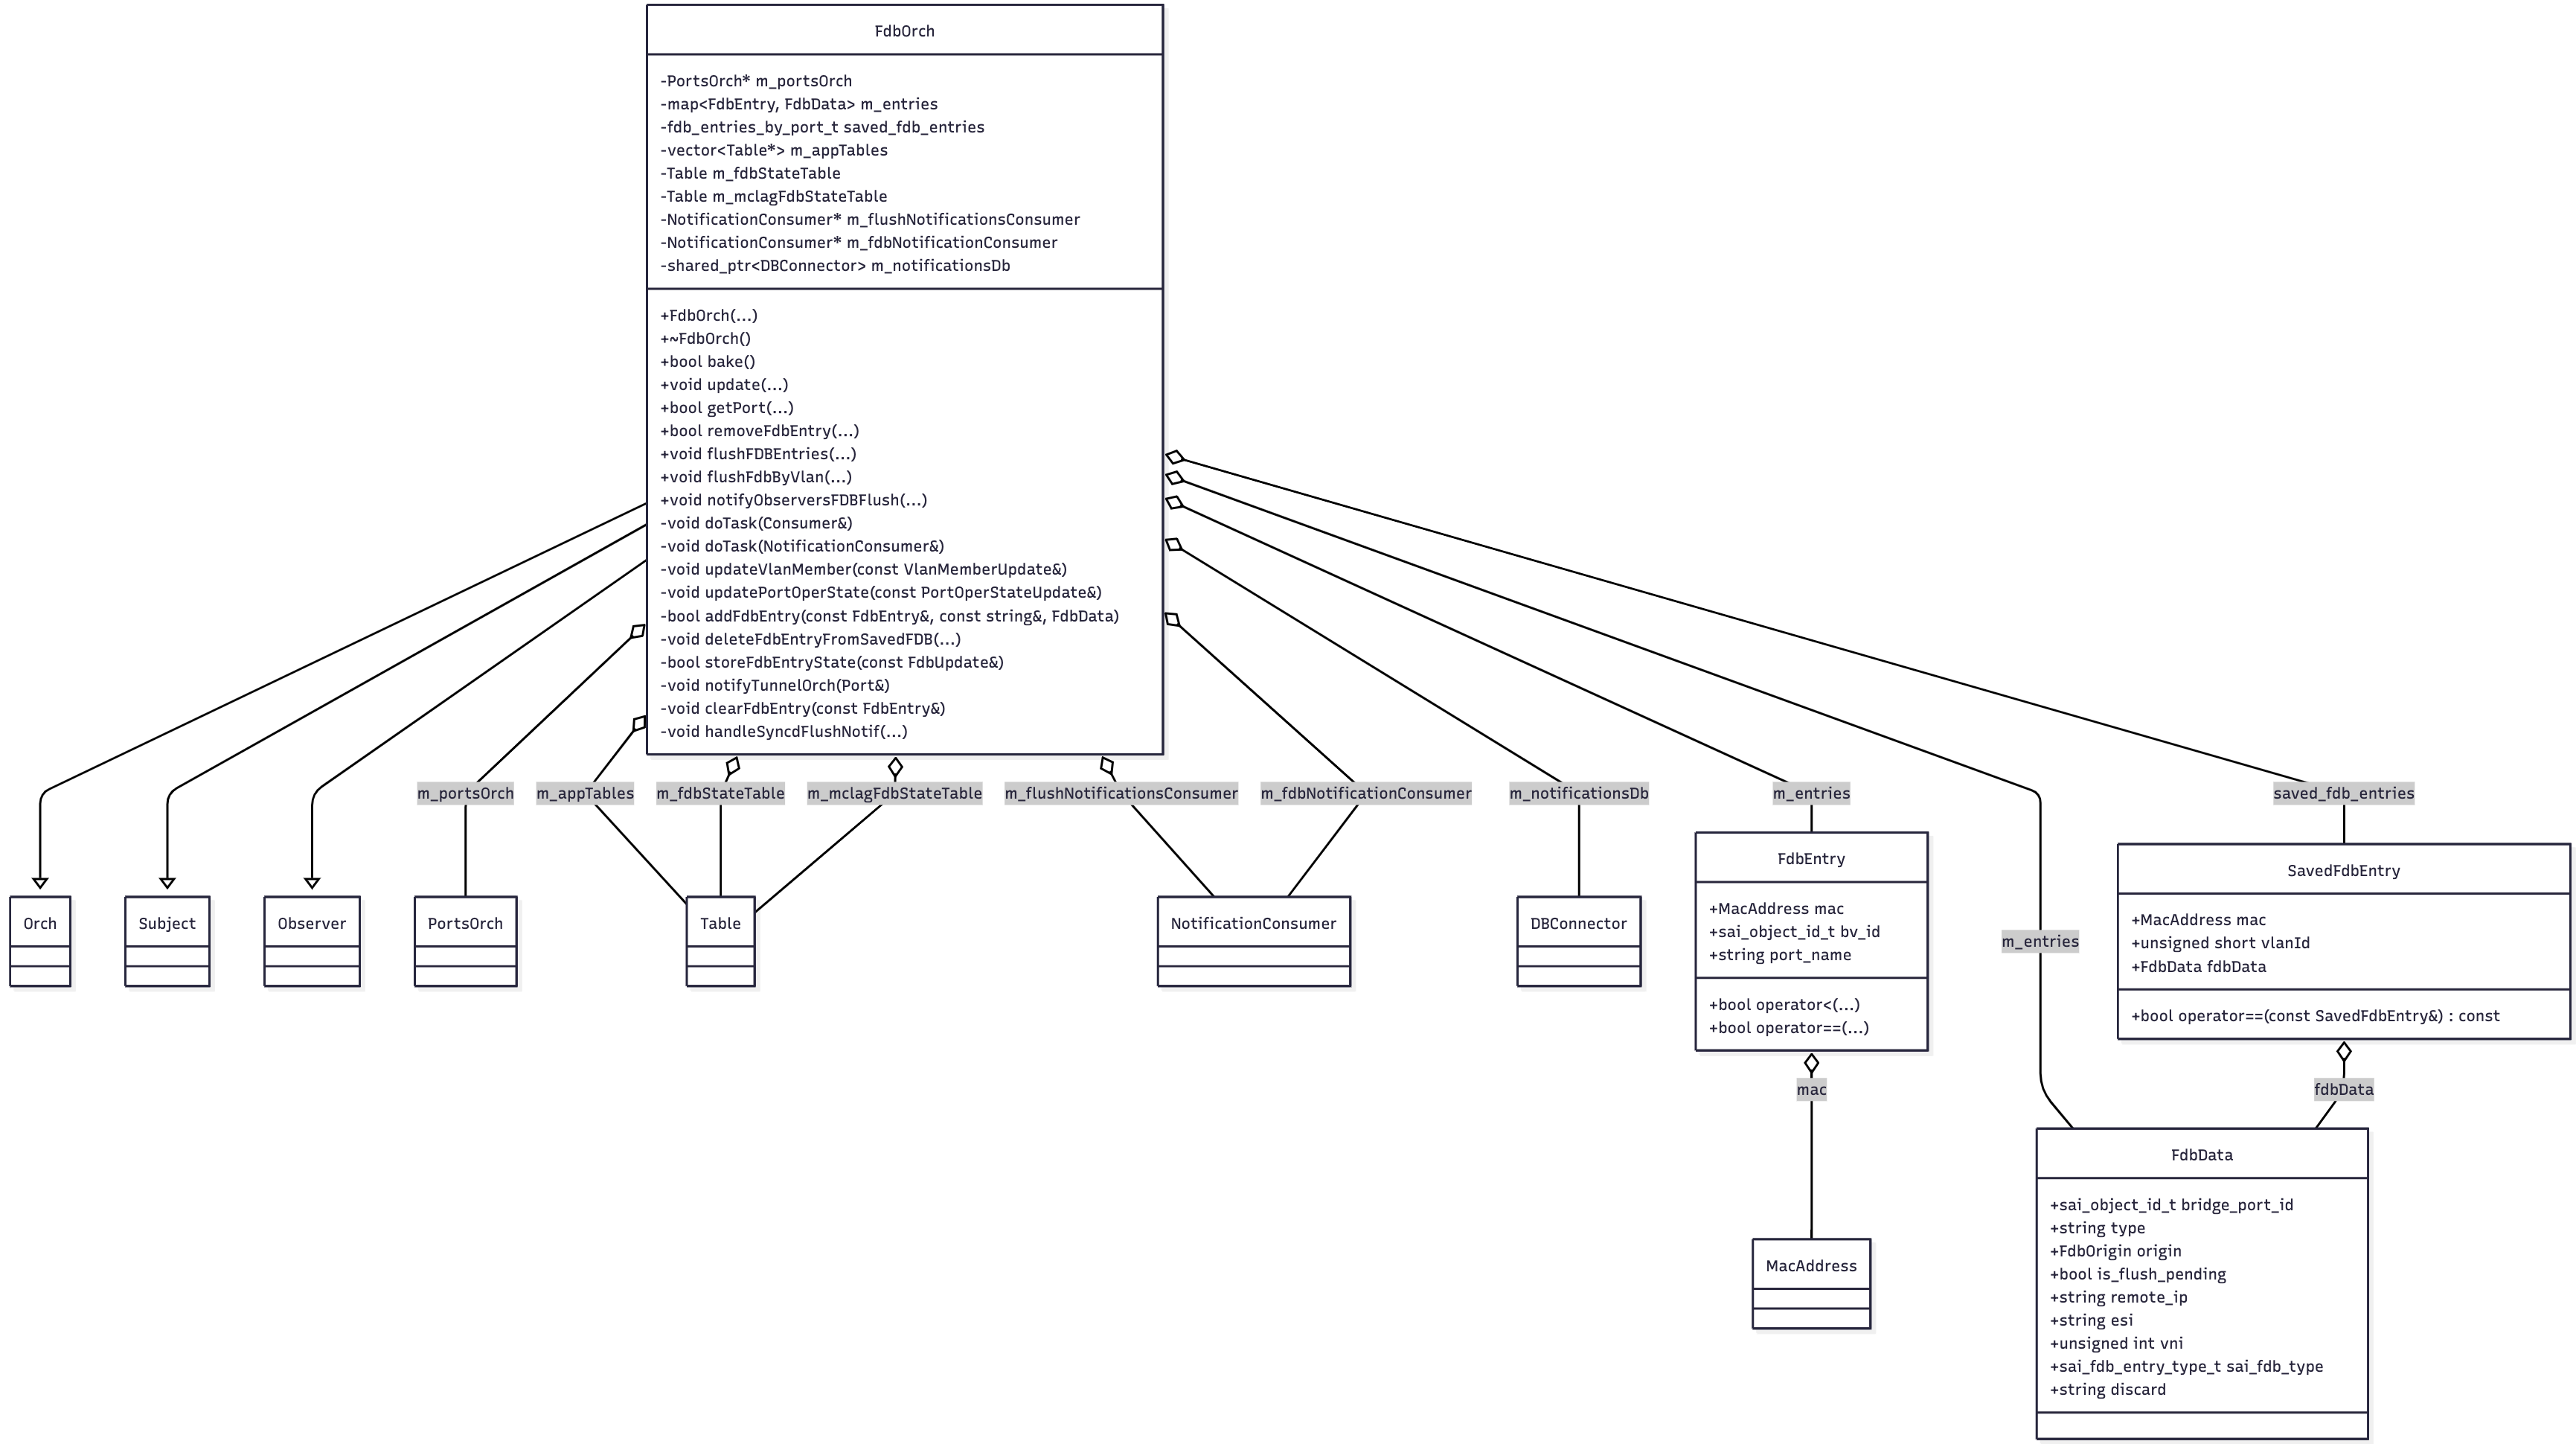 FdbOrch
-PortsOrch* m_portsOrch
-map<FdbEntry, FdbData> m_entries
-fdb_entries_by_port_t saved_fdb_entries
-vector<Table*> m_appTables
-Table m_fdbStateTable
-Table m_mclagFdbStateTable
-NotificationConsumer* m_flushNotificationsConsumer
-NotificationConsumer* m_fdbNotificationConsumer
-shared_ptr<DBConnector> m_notificationsDb
+FdbOrch(...)
+~FdbOrch()
+bool bake()
+void update(...)
+bool getPort(...)
+bool removeFdbEntry(...)
+void flushFDBEntries(...)
+void flushFdbByVlan(...)
+void notifyObserversFDBFlush(...)
-void doTask(Consumer&)
-void doTask(NotificationConsumer&)
-void updateVlanMember(const VlanMemberUpdate&)
-void updatePortOperState(const PortOperStateUpdate&)
-bool addFdbEntry(const FdbEntry&, const string&, FdbData)
-void deleteFdbEntryFromSavedFDB(...)
-bool storeFdbEntryState(const FdbUpdate&)
-void notifyTunnelOrch(Port&)
-void clearFdbEntry(const FdbEntry&)
-void handleSyncdFlushNotif(...)
m_portsOrch
m_appTables
m_fdbStateTable
m_mclagFdbStateTable
m_flushNotificationsConsumer
m_fdbNotificationConsumer
m_notificationsDb
m_entries
saved_fdb_entries
Orch
Subject
Observer
PortsOrch
Table
NotificationConsumer
DBConnector
FdbEntry
+MacAddress mac
+sai_object_id_t bv_id
+string port_name
+bool operator<(...)
+bool operator==(...)
m_entries
SavedFdbEntry
+MacAddress mac
+unsigned short vlanId
+FdbData fdbData
+bool operator==(const SavedFdbEntry&) : const
mac
fdbData
MacAddress
FdbData
+sai_object_id_t bridge_port_id
+string type
+FdbOrigin origin
+bool is_flush_pending
+string remote_ip
+string esi
+unsigned int vni
+sai_fdb_entry_type_t sai_fdb_type
+string discard